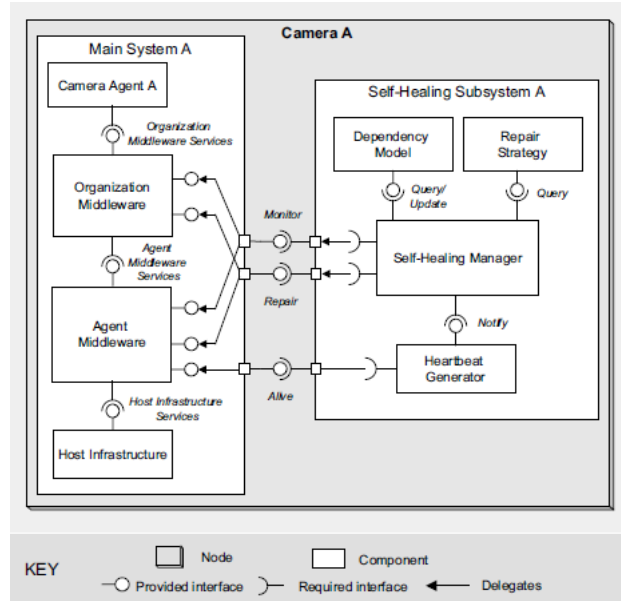 Camera A
Main System A
Camera Agent A
Organization
Middleware Services
Organization
Middleware
Agent
Middleware
Services
Agent
Middleware
Host Infrastructure
Services
Host Infrastructure
Monitor
Repair
Alive
Self-Healing Subsystem A
Dependency
Model
Repair
Strategy
Query/
Update
Query
Self-Healing Manager
Notify
Heartbeat
Generator
KEY
Node
Component
Provided interface
Required interface
Delegates